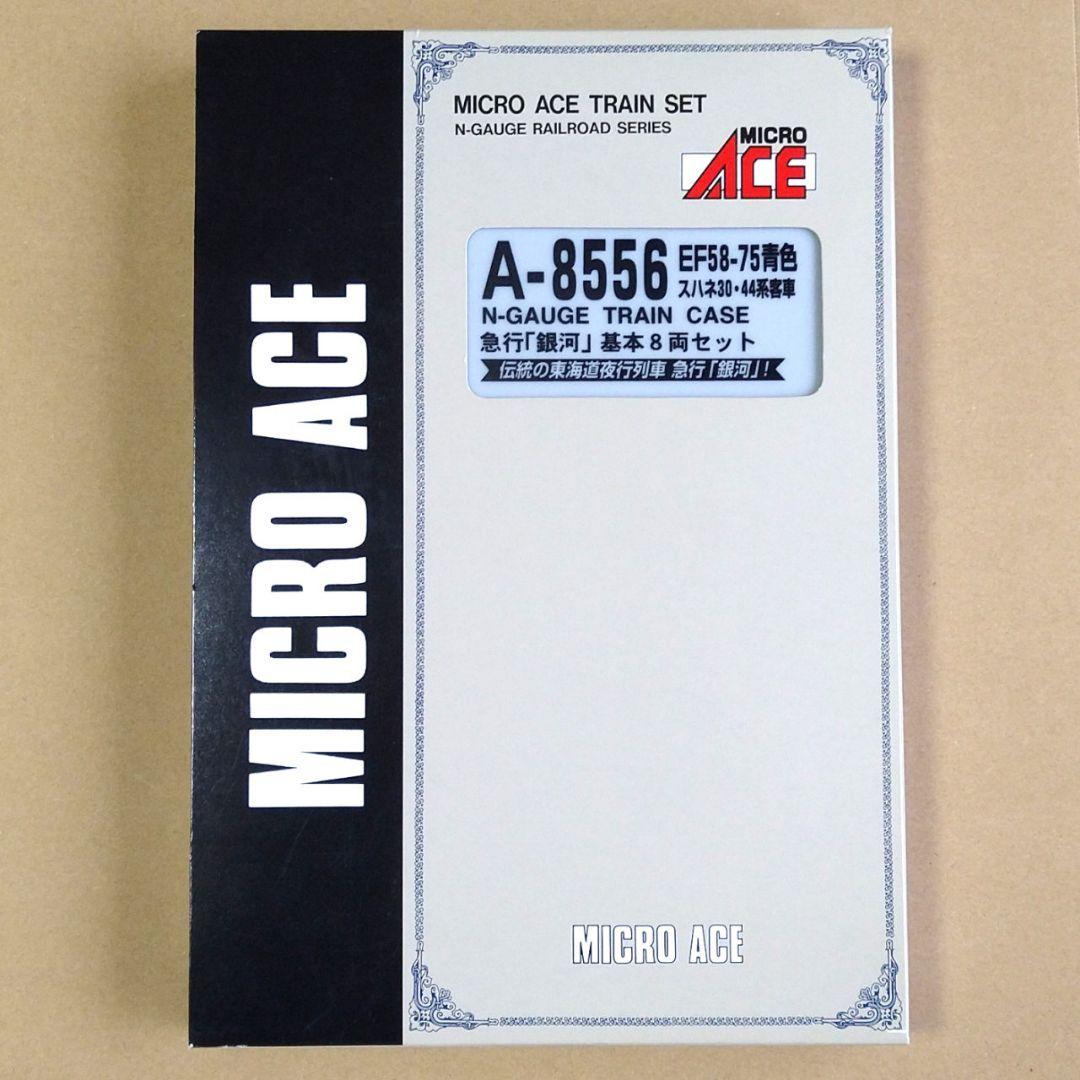 MICRO ACE
MICRO ACE TRAIN SET
N-GAUGE RAILROAD SERIES
MICRO
ACE
A-8556
EF58-75青色
スハネ30・44系客車
N-GAUGE TRAIN CASE
急行「銀河」基本8両セット
伝統の東海道夜行列車 急行「銀河」!
MICRO ACE